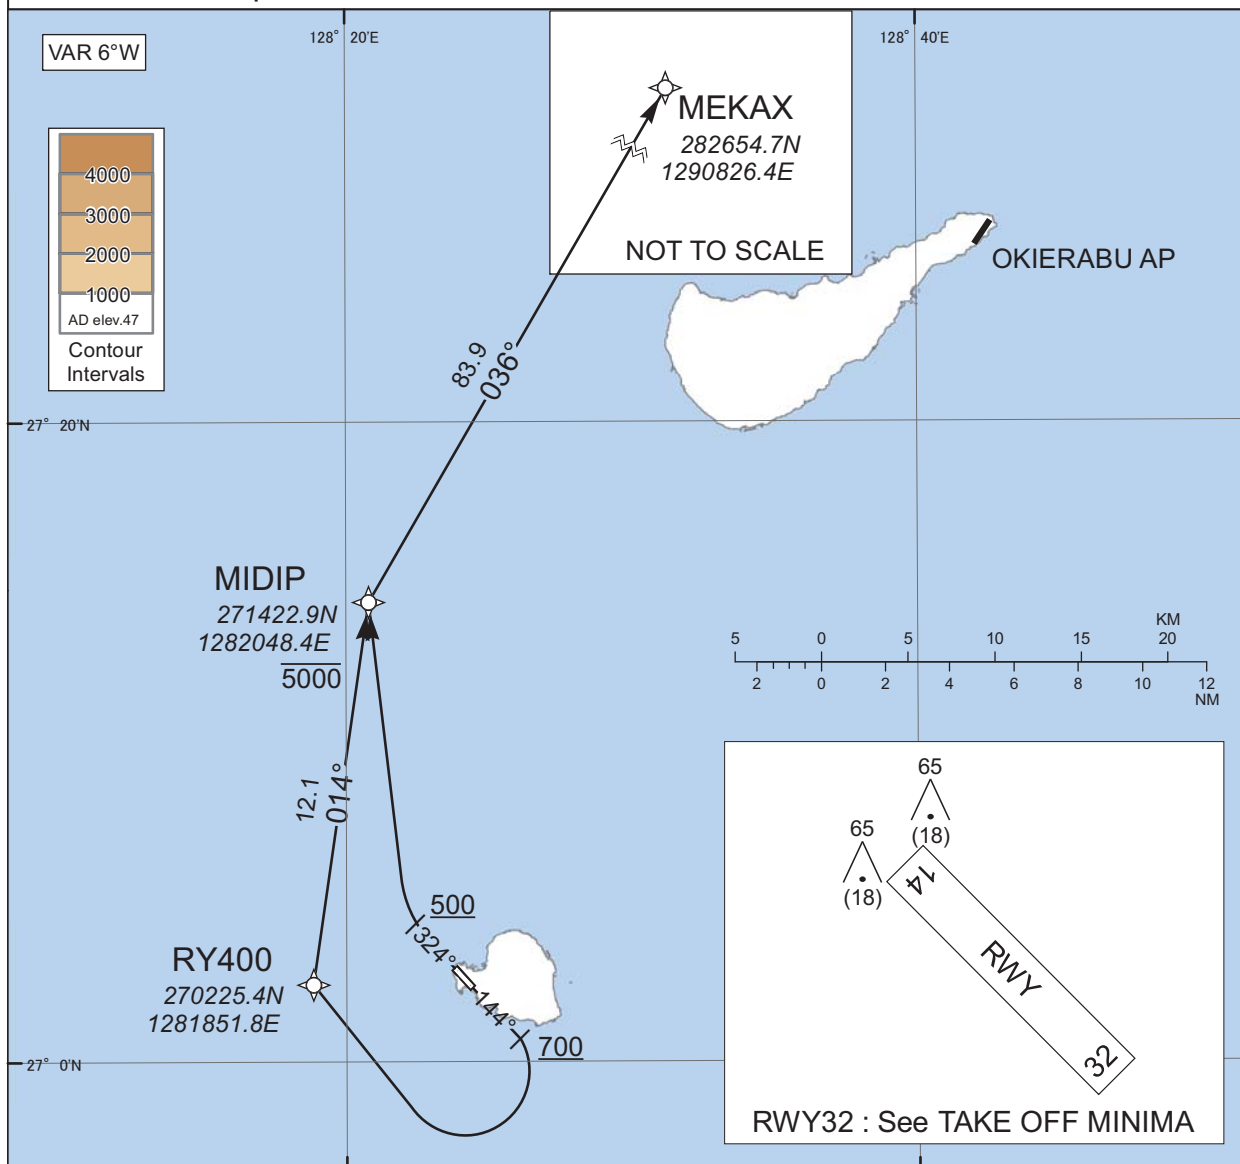 128° 20'E
128° 40'E
VAR 6°W
4000
3000
2000
1000
AD elev.47
Contour
Intervals
MEKAX
282654.7N
1290826.4E
NOT TO SCALE
OKIERABU AP
83.9
036°
27° 20'N
MIDIP
271422.9N
1282048.4E
5000
KM
5 0 5 10 15 20
2 0 2 4 6 8 10 12
NM
12.1
014°
500
324°
RY400
270225.4N
1281851.8E
144°
700
27° 0'N
65
(18)
65
(18)
14
RWY
32
RWY32 : See TAKE OFF MINIMA